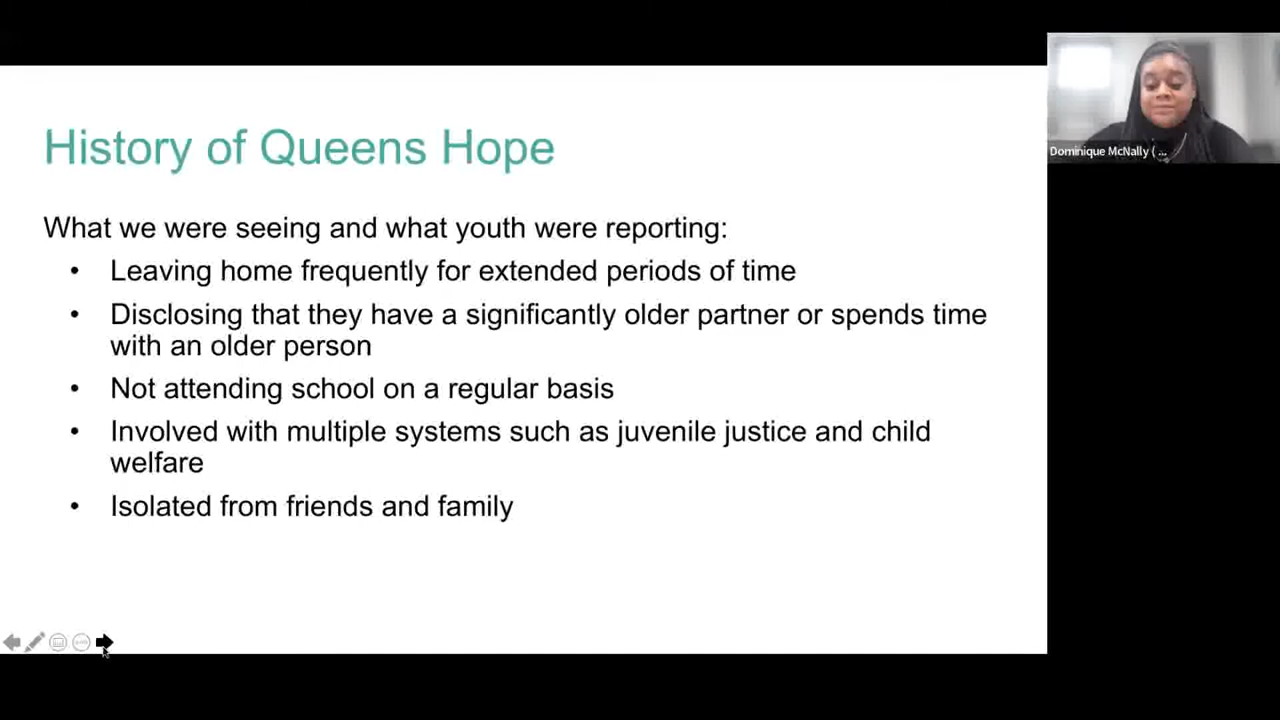 History of Queens Hope
What we were seeing and what youth were reporting:
• Leaving home frequently for extended periods of time
• Disclosing that they have a significantly older partner or spends time
with an older person
• Not attending school on a regular basis
• Involved with multiple systems such as juvenile justice and child
welfare
• Isolated from friends and family
Dominique McNally ( ...